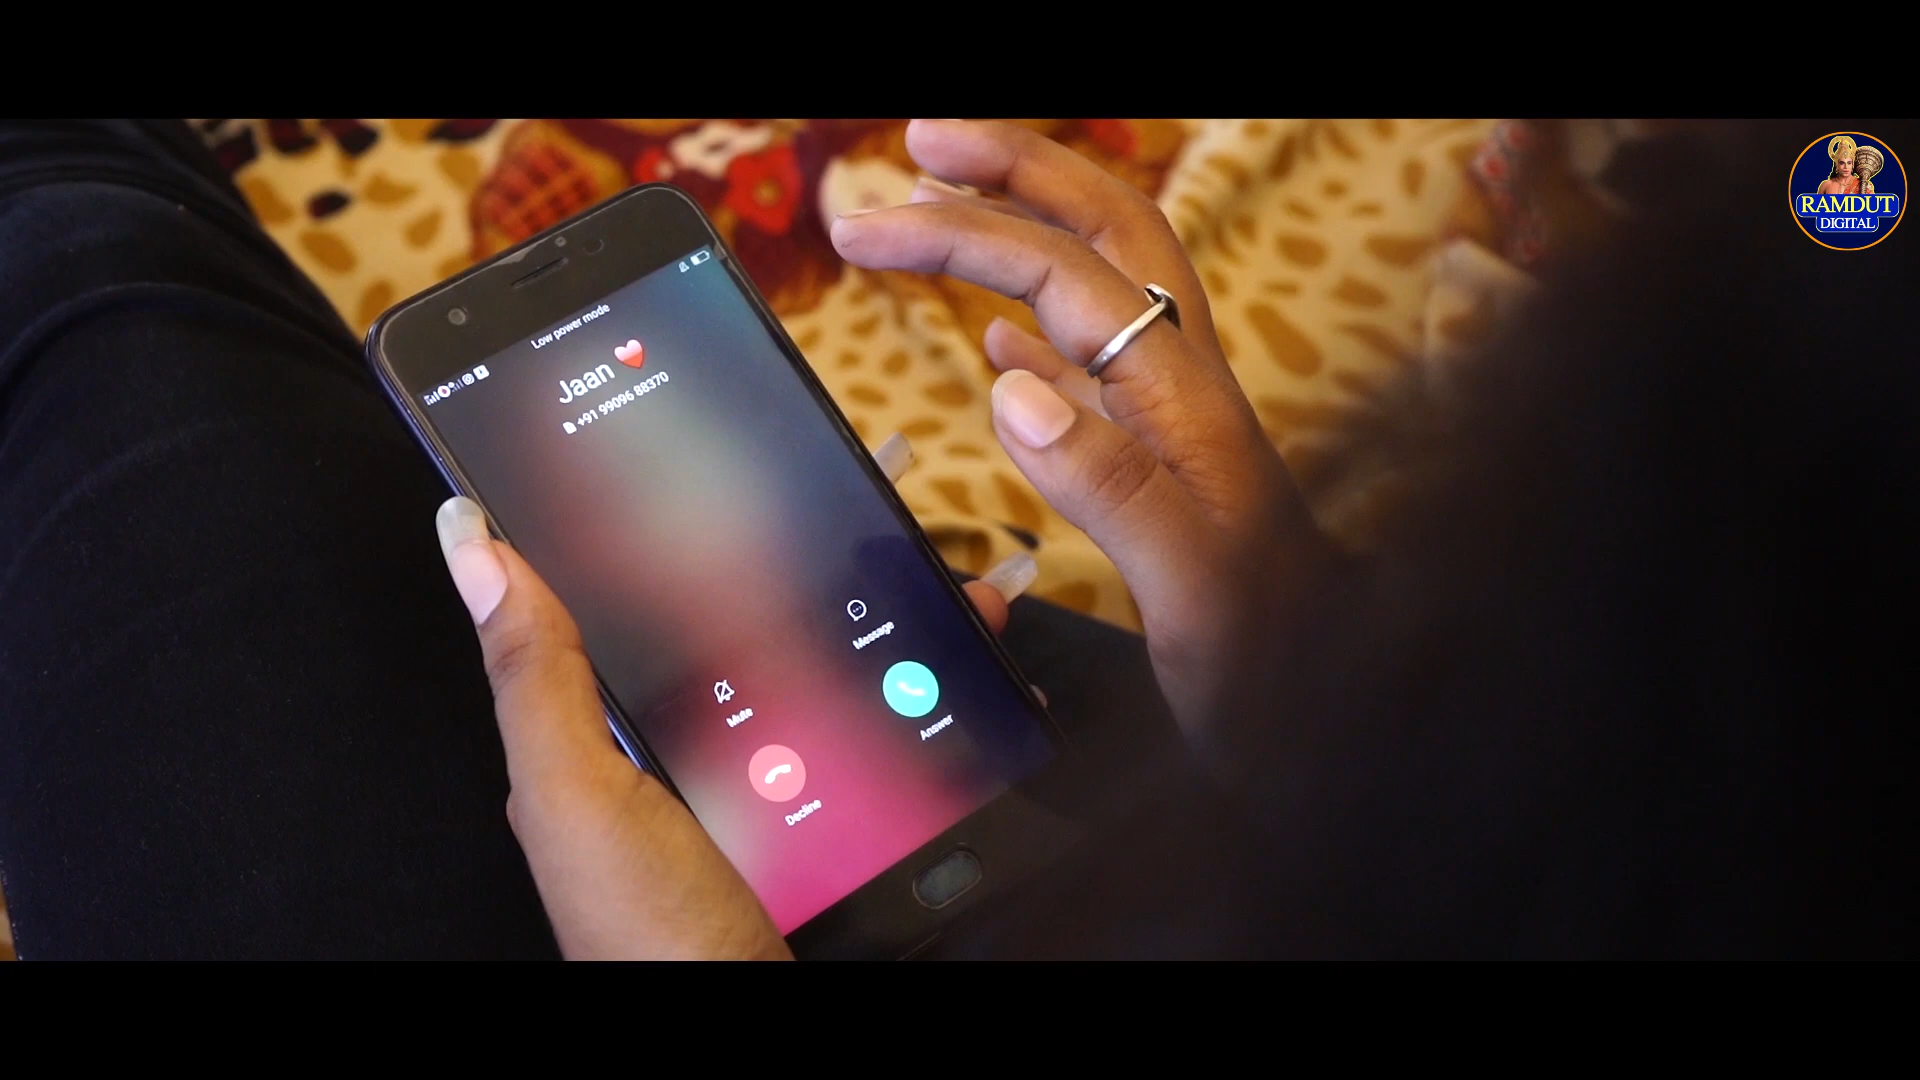 RAMDUT
DIGITAL
Low power mode
Jaan ❤️
+91 99096 88370
Message
Mute
Answer
Decline